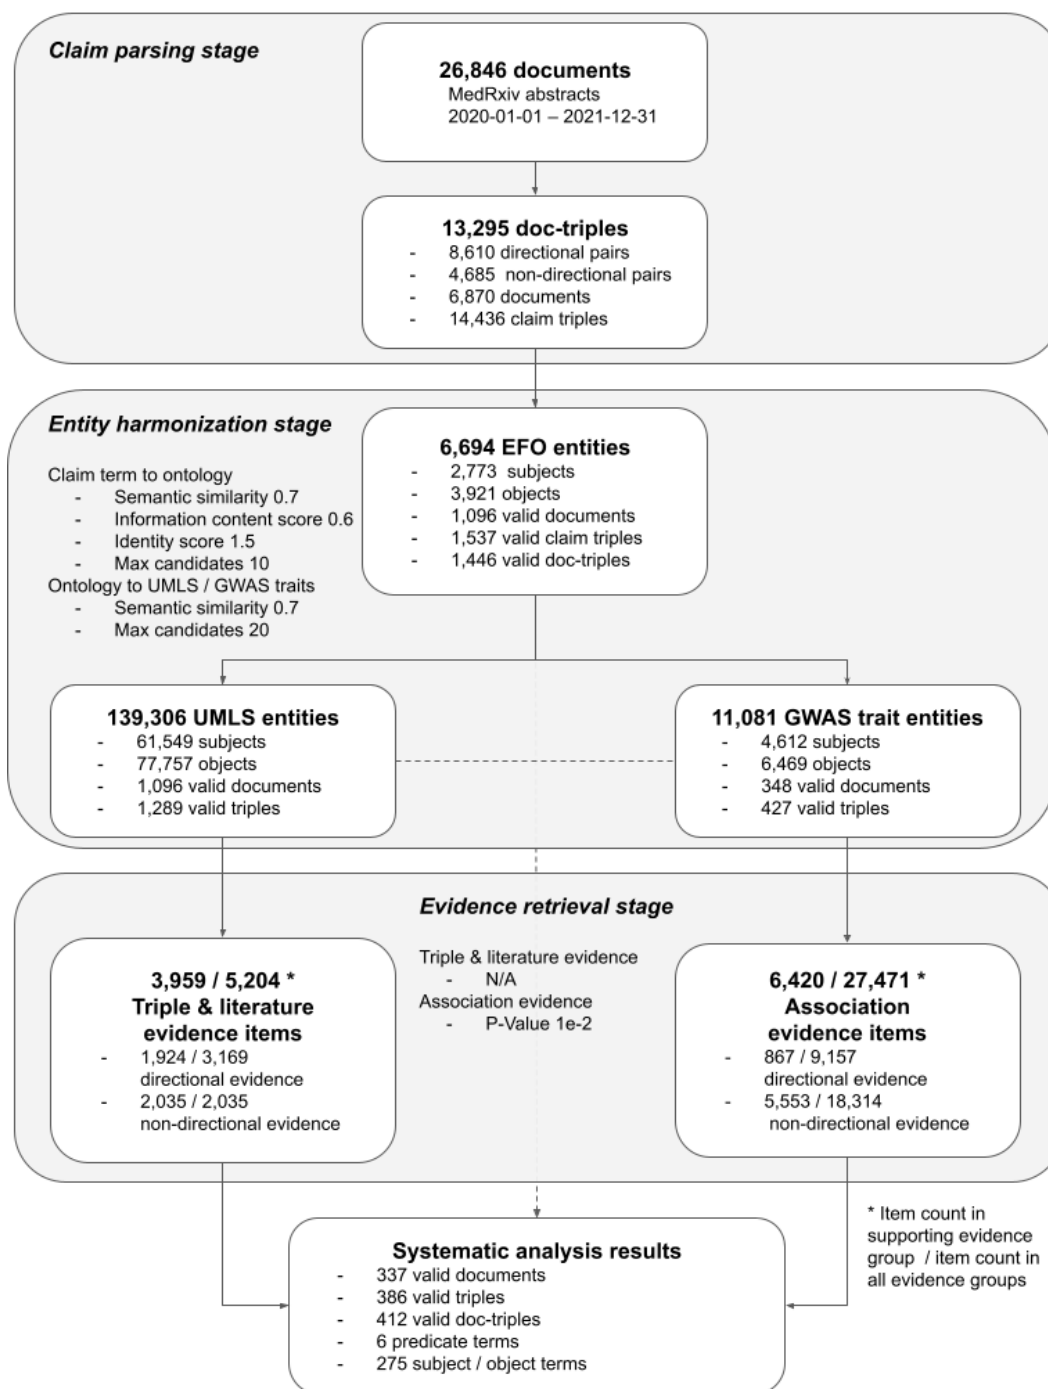 Claim parsing stage
26,846 documents
MedRxiv abstracts
2020-01-01 – 2021-12-31
13,295 doc-triples
- 8,610 directional pairs
- 4,685 non-directional pairs
- 6,870 documents
- 14,436 claim triples
Entity harmonization stage
Claim term to ontology
- Semantic similarity 0.7
- Information content score 0.6
- Identity score 1.5
- Max candidates 10
Ontology to UMLS / GWAS traits
- Semantic similarity 0.7
- Max candidates 20
6,694 EFO entities
- 2,773 subjects
- 3,921 objects
- 1,096 valid documents
- 1,537 valid claim triples
- 1,446 valid doc-triples
139,306 UMLS entities
- 61,549 subjects
- 77,757 objects
- 1,096 valid documents
- 1,289 valid triples
11,081 GWAS trait entities
- 4,612 subjects
- 6,469 objects
- 348 valid documents
- 427 valid triples
Evidence retrieval stage
Triple & literature evidence
- N/A
Association evidence
- P-Value 1e-2
3,959 / 5,204 *
Triple & literature
evidence items
- 1,924 / 3,169
directional evidence
- 2,035 / 2,035
non-directional evidence
6,420 / 27,471 *
Association
evidence items
- 867 / 9,157
directional evidence
- 5,553 / 18,314
non-directional evidence
* Item count in
supporting evidence
group / item count in
all evidence groups
Systematic analysis results
- 337 valid documents
- 386 valid triples
- 412 valid doc-triples
- 6 predicate terms
- 275 subject / object terms